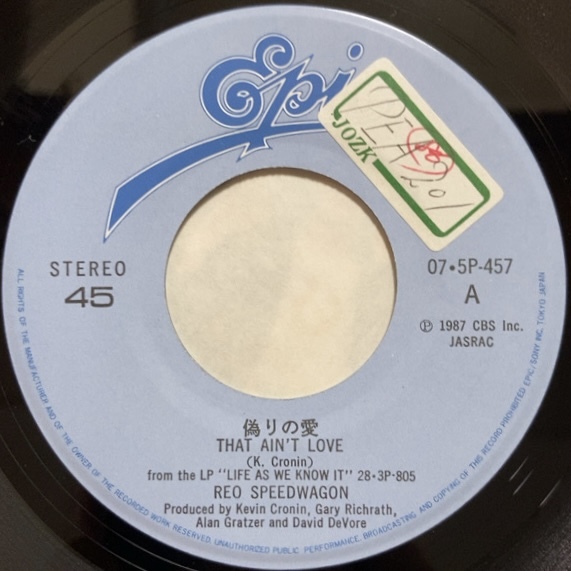 Epic
JOZK
STEREO
45
07・5P-457
A
Ⓟ 1987 CBS Inc.
JASRAC
偽りの愛
THAT AIN'T LOVE
(K. Cronin)
from the LP "LIFE AS WE KNOW IT" 28・3P-805
REO SPEEDWAGON
Produced by Kevin Cronin, Gary Richrath,
Alan Gratzer and David DeVore
ALL RIGHTS OF THE MANUFACTURER AND OF THE OWNER OF THE RECORDED WORK RESERVED. UNAUTHORIZED PUBLIC PERFORMANCE, BROADCASTING AND COPYING OF THIS RECORD PROHIBITED EPIC/SONY INC. TOKYO JAPAN